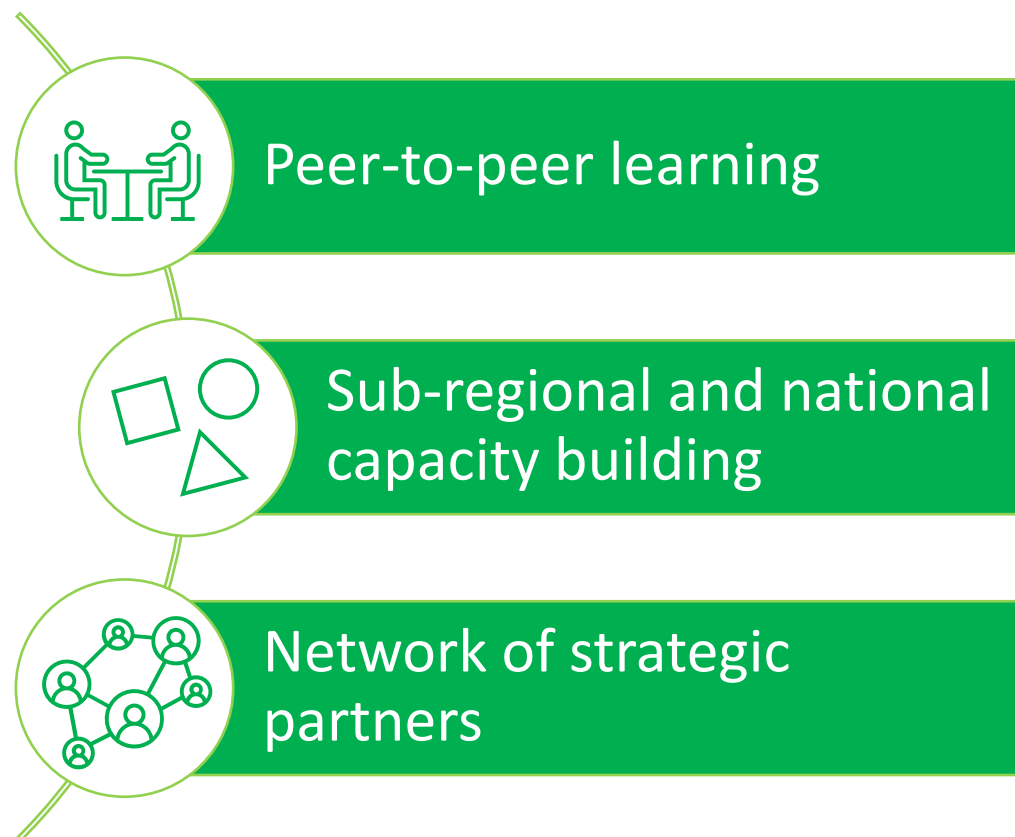 Peer-to-peer learning
Sub-regional and national
capacity building
Network of strategic
partners